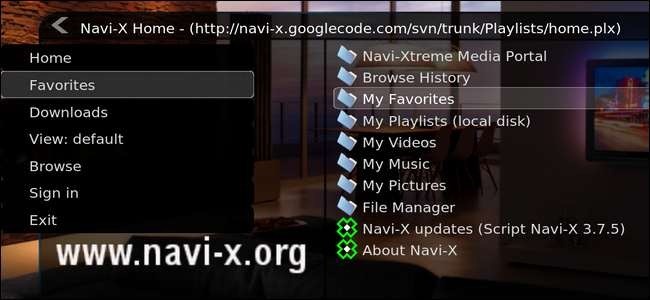 Navi-X Home - (http://navi-x.googlecode.com/svn/trunk/Playlists/home.plx)
Home
Favorites
Downloads
View: default
Browse
Sign in
Exit
www.navi-x.org
Navi-Xtreme Media Portal
Browse History
My Favorites
My Playlists (local disk)
My Videos
My Music
My Pictures
File Manager
Navi-X updates (Script Navi-X 3.7.5)
About Navi-X